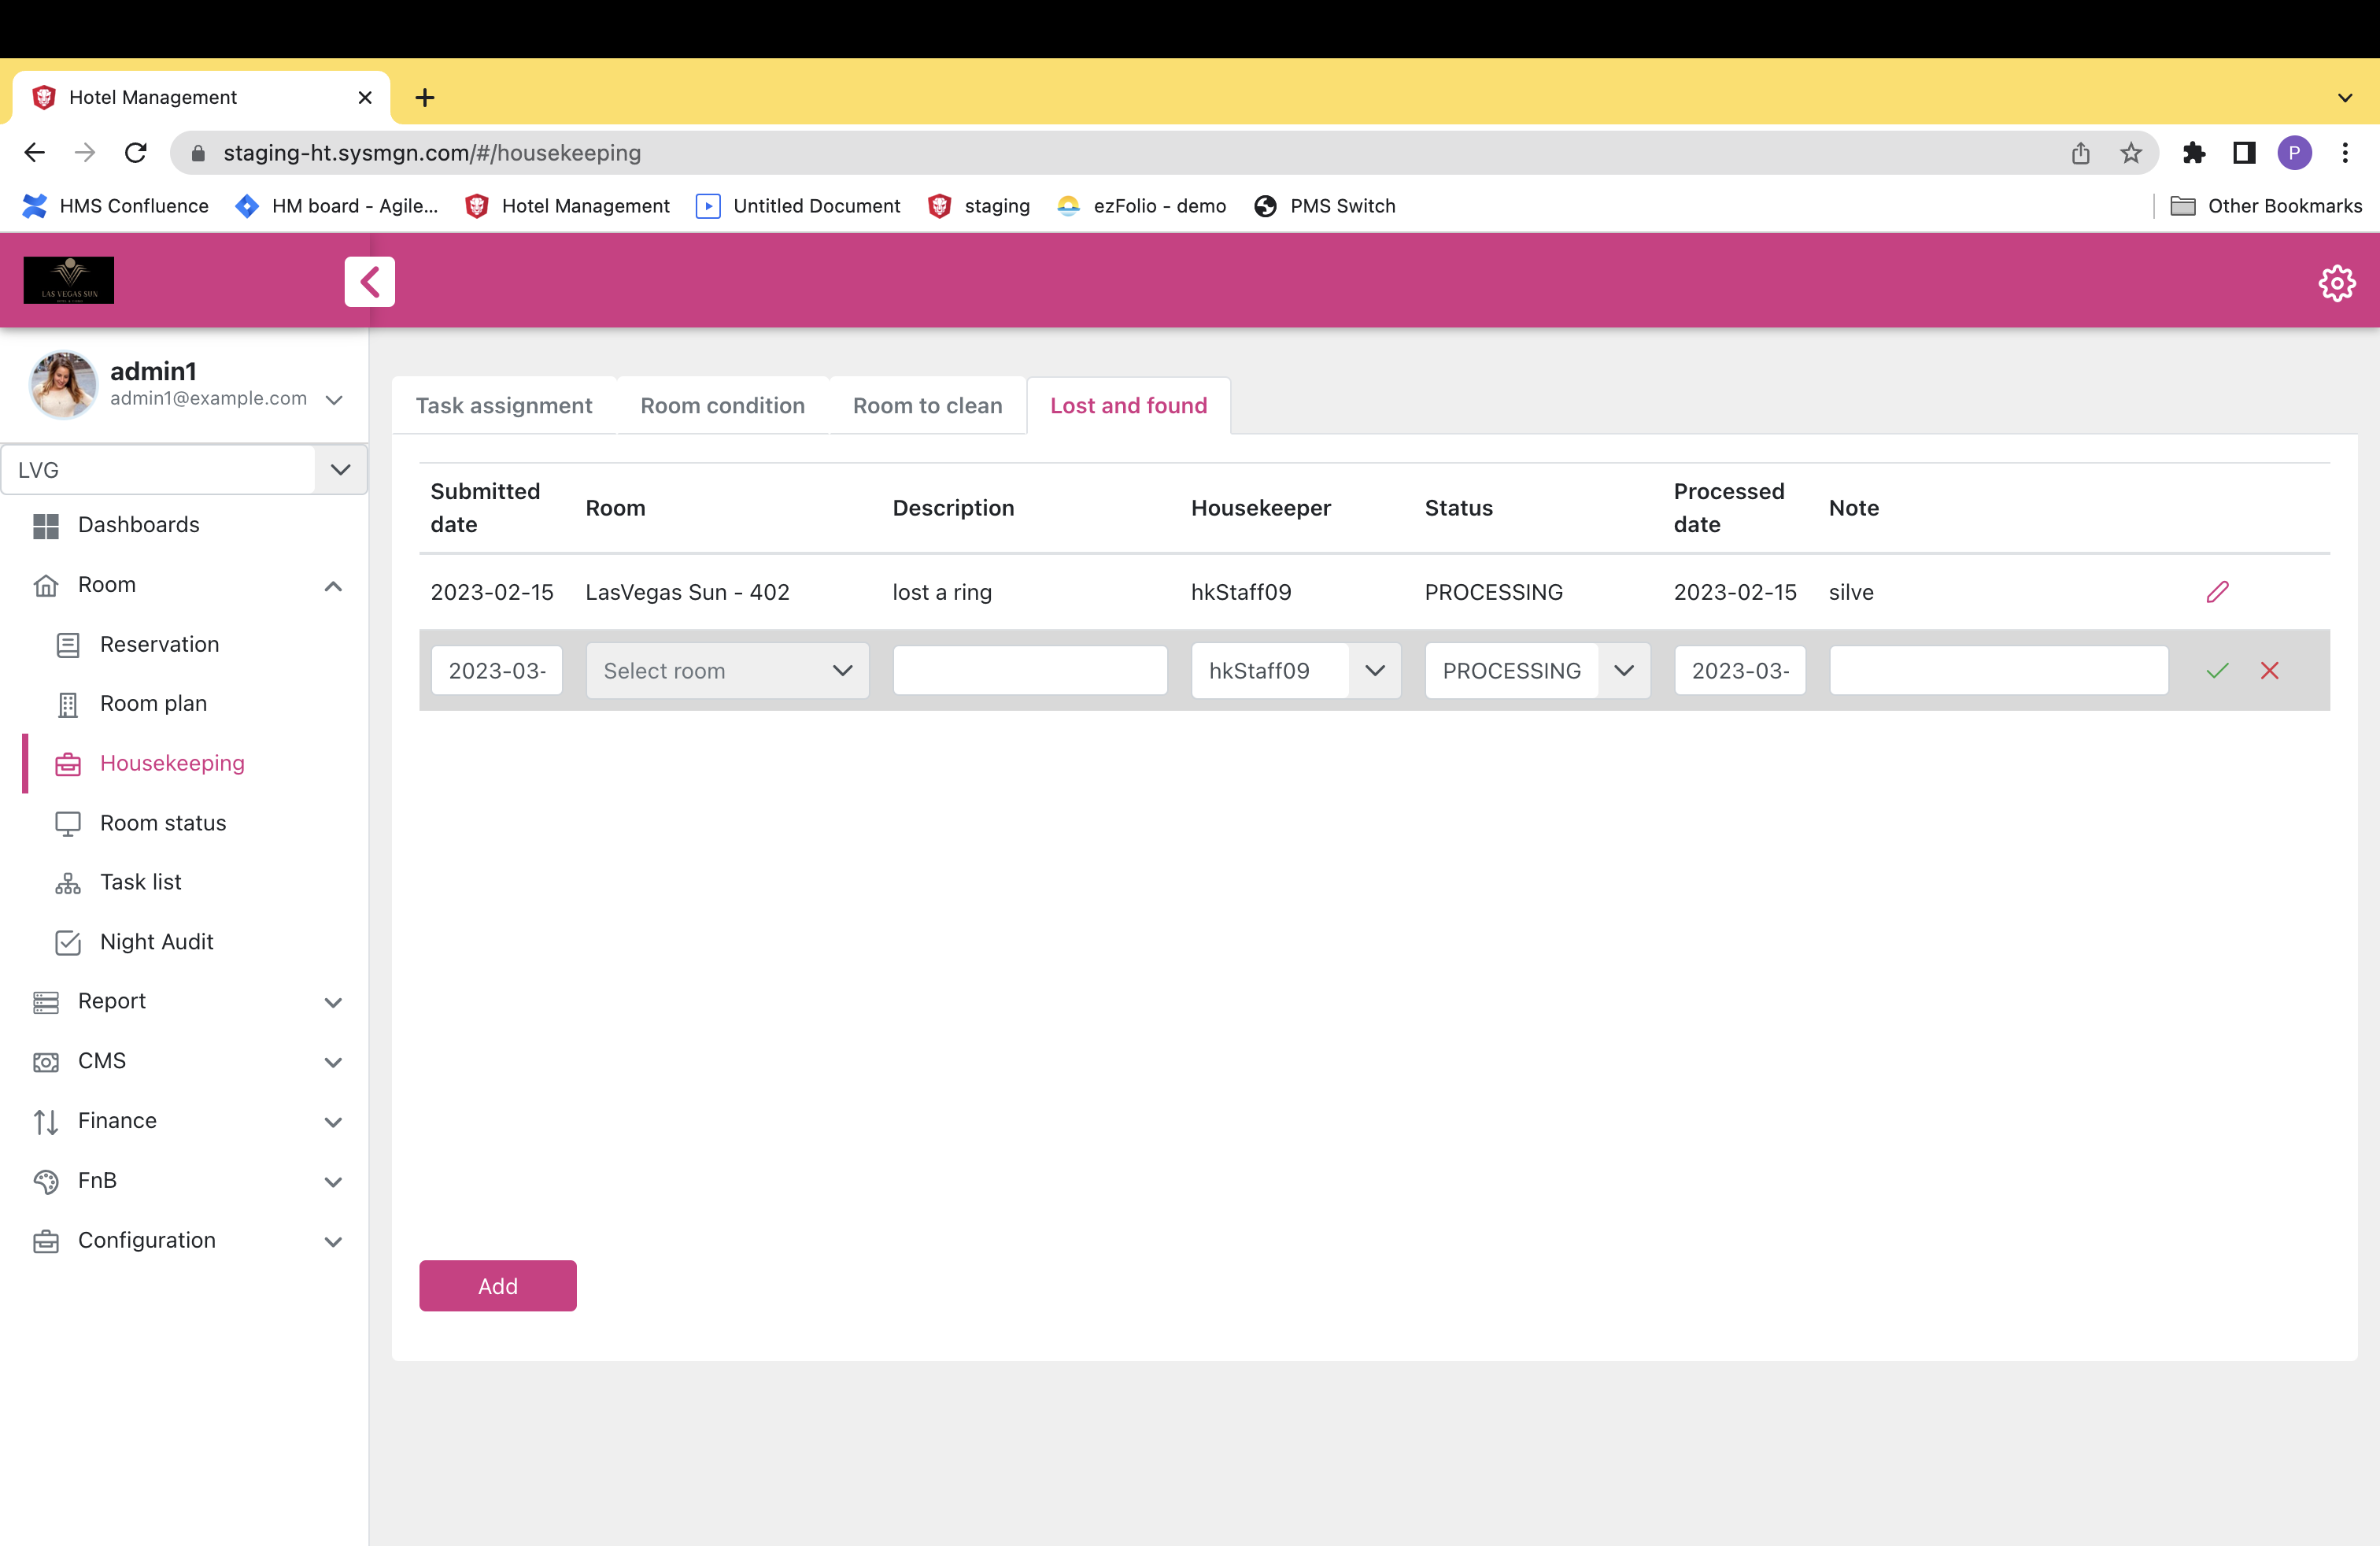 Hotel Management
staging-ht.sysmgn.com/#/housekeeping
P
HMS Confluence
HM board - Agile...
Hotel Management
Untitled Document
staging
ezFolio - demo
PMS Switch
Other Bookmarks
LAS VEGAS SUN
admin1
admin1@example.com
LVG
Dashboards
Room
Reservation
Room plan
Housekeeping
Room status
Task list
Night Audit
Report
CMS
Finance
FnB
Configuration
Task assignment
Room condition
Room to clean
Lost and found
Submitted date Room Description Housekeeper Status Processed date Note
2023-02-15 LasVegas Sun - 402 lost a ring hkStaff09 PROCESSING 2023-02-15 silve
2023-03- Select room hkStaff09 PROCESSING 2023-03-
Add